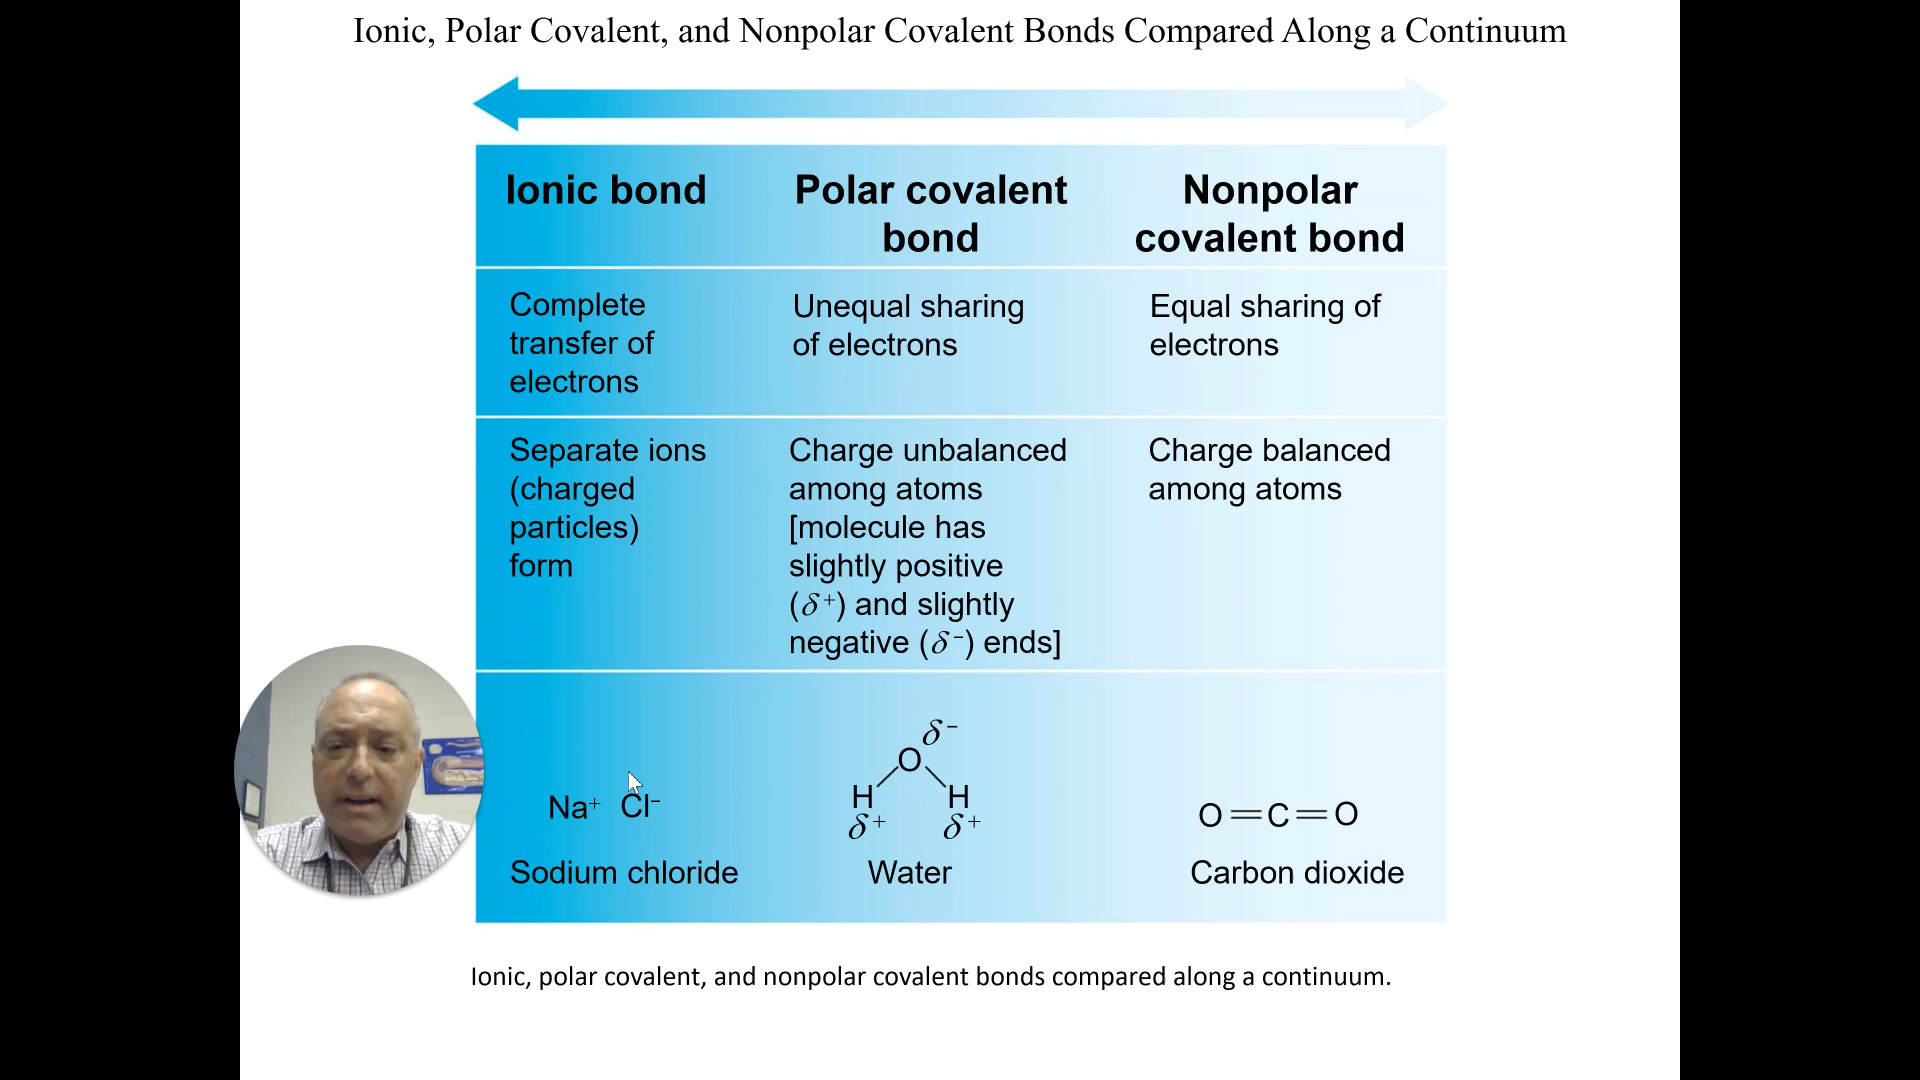 Ionic, Polar Covalent, and Nonpolar Covalent Bonds Compared Along a Continuum
Ionic bond
Polar covalent
bond
Nonpolar
covalent bond
Complete
transfer of
electrons
Unequal sharing
of electrons
Equal sharing of
electrons
Separate ions
(charged
particles)
form
Charge unbalanced
among atoms
[molecule has
slightly positive
(δ⁺) and slightly
negative (δ⁻) ends]
Charge balanced
among atoms
Na⁺ Cl⁻
Sodium chloride
δ⁻
O
H H
δ⁺ δ⁺
Water
O=C=O
Carbon dioxide
Ionic, polar covalent, and nonpolar covalent bonds compared along a continuum.